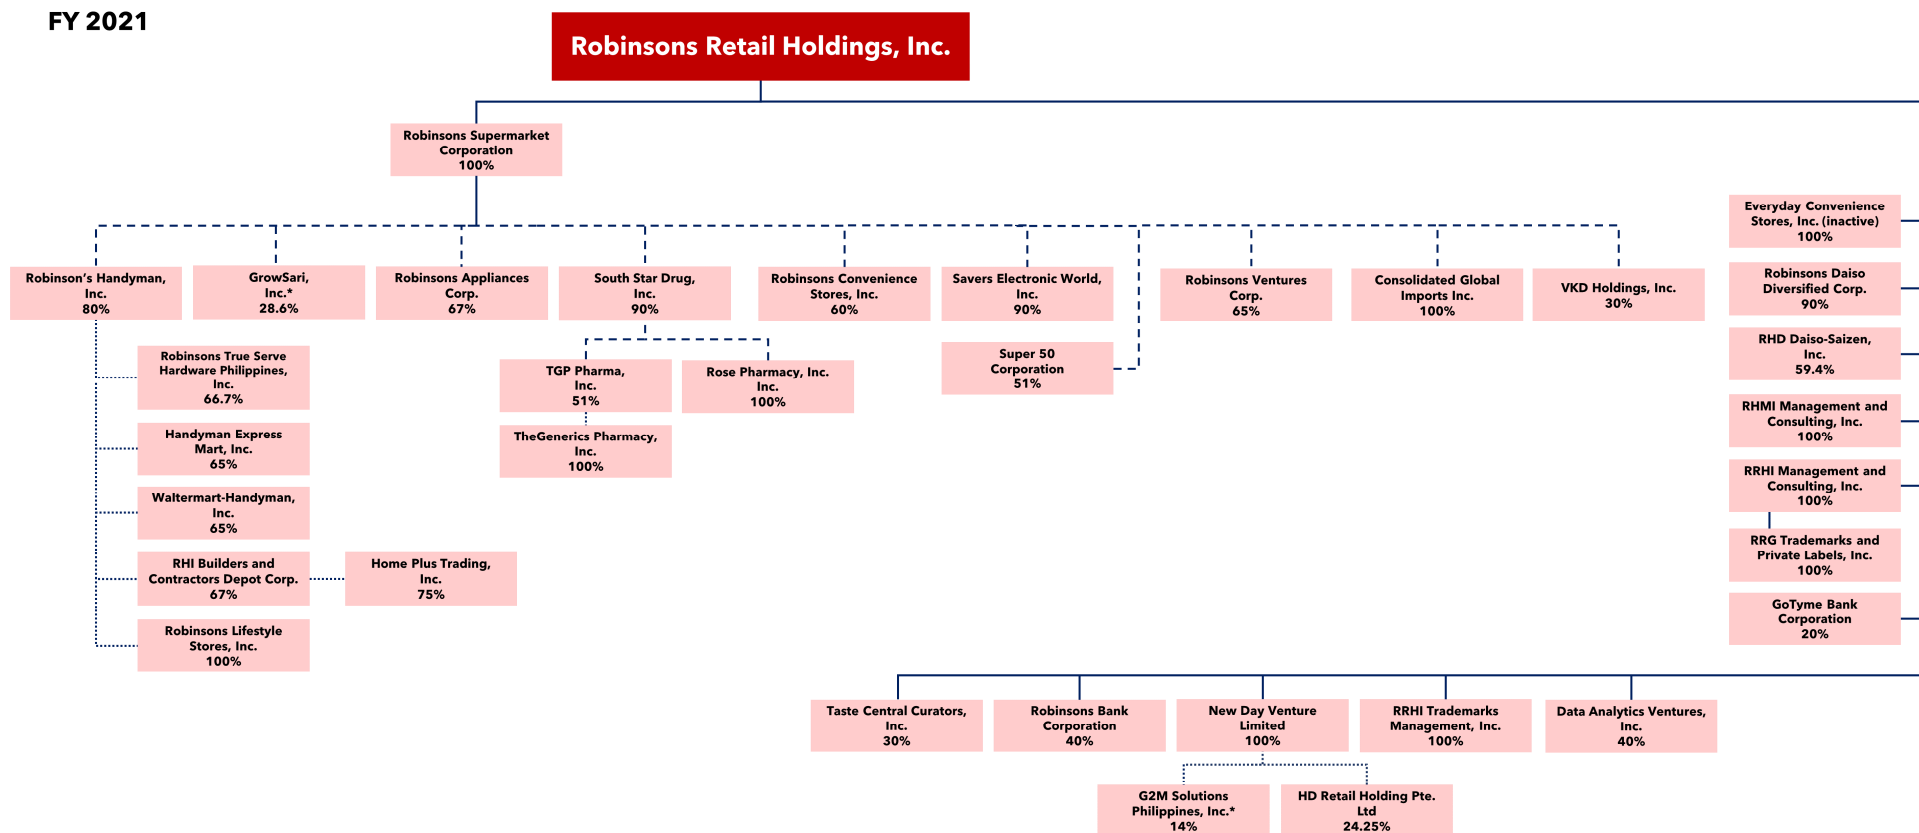 FY 2021
Robinsons Retail Holdings, Inc.
Robinsons Supermarket
Corporation
100%
Robinson's Handyman,
Inc.
80%
GrowSari,
Inc.*
28.6%
Robinsons Appliances
Corp.
67%
South Star Drug,
Inc.
90%
Robinsons Convenience
Stores, Inc.
60%
Savers Electronic World,
Inc.
90%
Robinsons Ventures
Corp.
65%
Consolidated Global
Imports Inc.
100%
VKD Holdings, Inc.
30%
Robinsons True Serve
Hardware Philippines,
Inc.
66.7%
Handyman Express
Mart, Inc.
65%
Waltermart-Handyman,
Inc.
65%
RHI Builders and
Contractors Depot Corp.
67%
Home Plus Trading,
Inc.
75%
Robinsons Lifestyle
Stores, Inc.
100%
TGP Pharma,
Inc.
51%
Rose Pharmacy, Inc.
Inc.
100%
TheGenerics Pharmacy,
Inc.
100%
Super 50
Corporation
51%
Everyday Convenience
Stores, Inc. (inactive)
100%
Robinsons Daiso
Diversified Corp.
90%
RHD Daiso-Saizen,
Inc.
59.4%
RHMI Management and
Consulting, Inc.
100%
RRHI Management and
Consulting, Inc.
100%
RRG Trademarks and
Private Labels, Inc.
100%
GoTyme Bank
Corporation
20%
Taste Central Curators,
Inc.
30%
Robinsons Bank
Corporation
40%
New Day Venture
Limited
100%
RRHI Trademarks
Management, Inc.
100%
Data Analytics Ventures,
Inc.
40%
G2M Solutions
Philippines, Inc.*
14%
HD Retail Holding Pte.
Ltd
24.25%